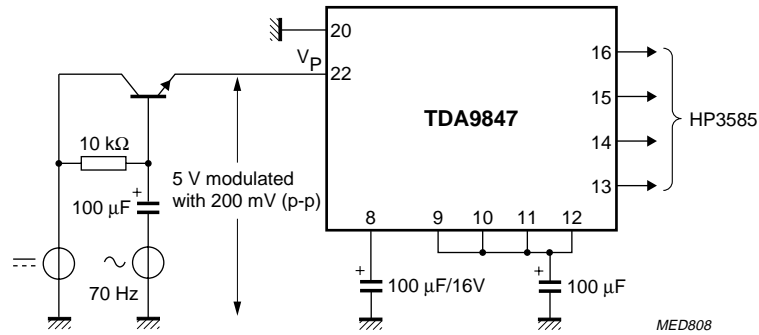 20
VP
22
TDA9847
16
15
14
13
HP3585
10 kΩ
+
100 μF
5 V modulated
with 200 mV (p-p)
70 Hz
8
9
10
11
12
+
100 μF/16V
+
100 μF
MED808